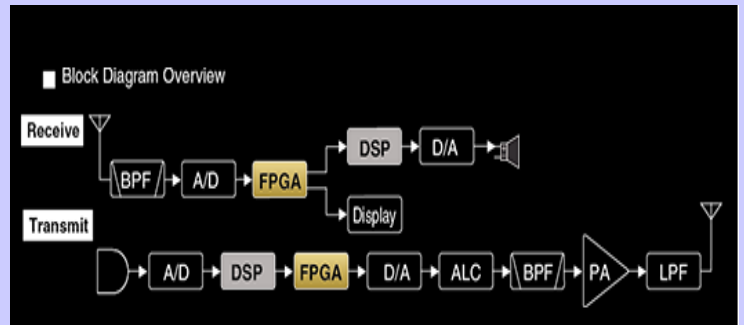 Block Diagram Overview
Receive
DSP D/A
BPF A/D FPGA
Display
Transmit
A/D DSP FPGA D/A ALC BPF PA LPF